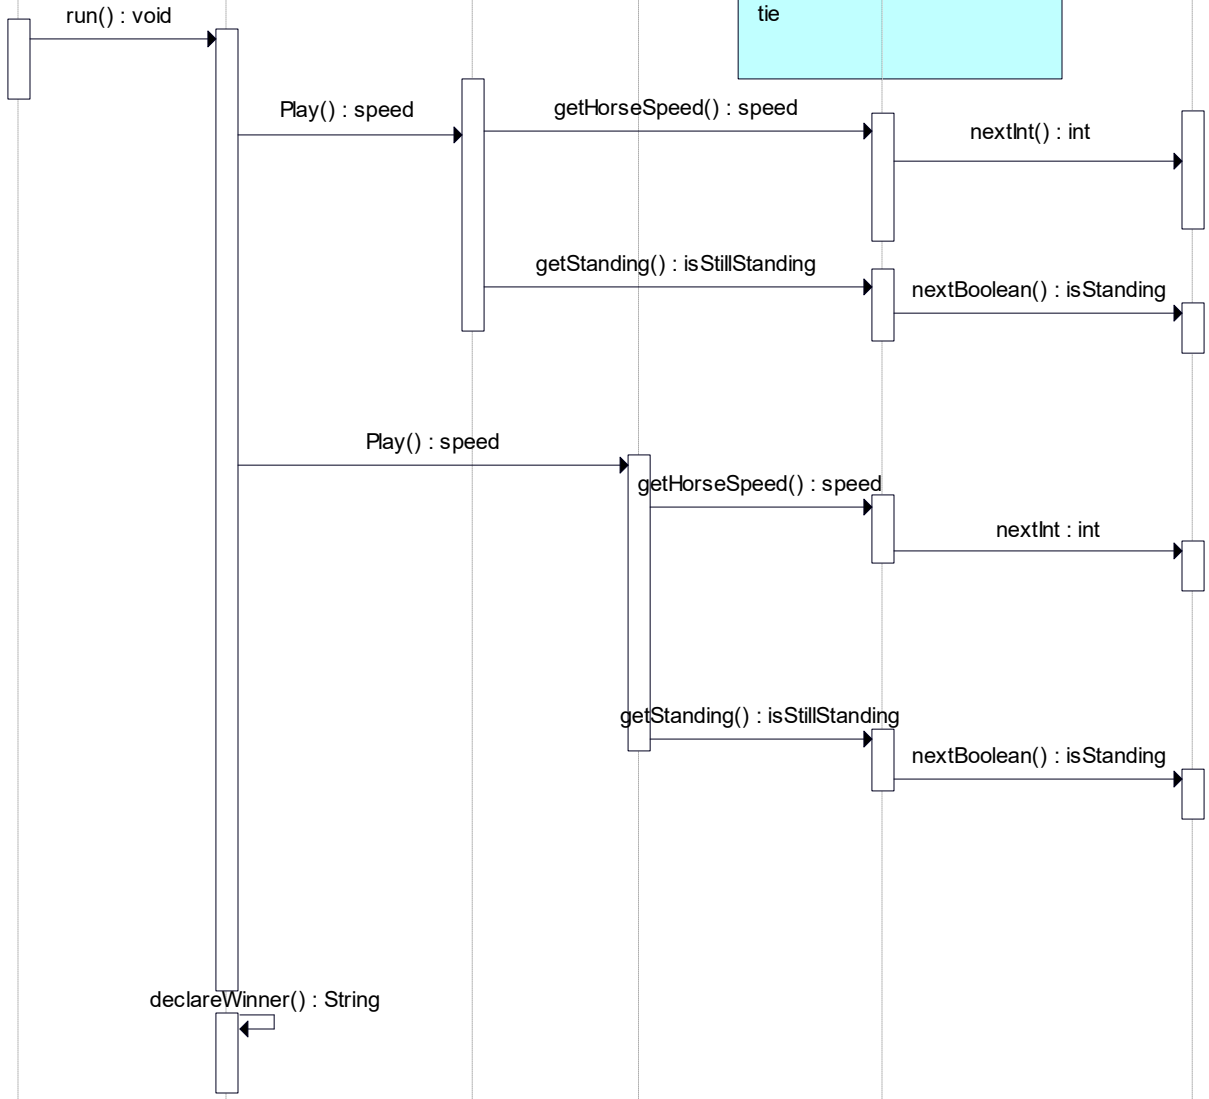 run() : void
tie
Play() : speed
getHorseSpeed() : speed
nextInt() : int
getStanding() : isStillStanding
nextBoolean() : isStanding
Play() : speed
getHorseSpeed() : speed
nextInt : int
getStanding() : isStillStanding
nextBoolean() : isStanding
declareWinner() : String